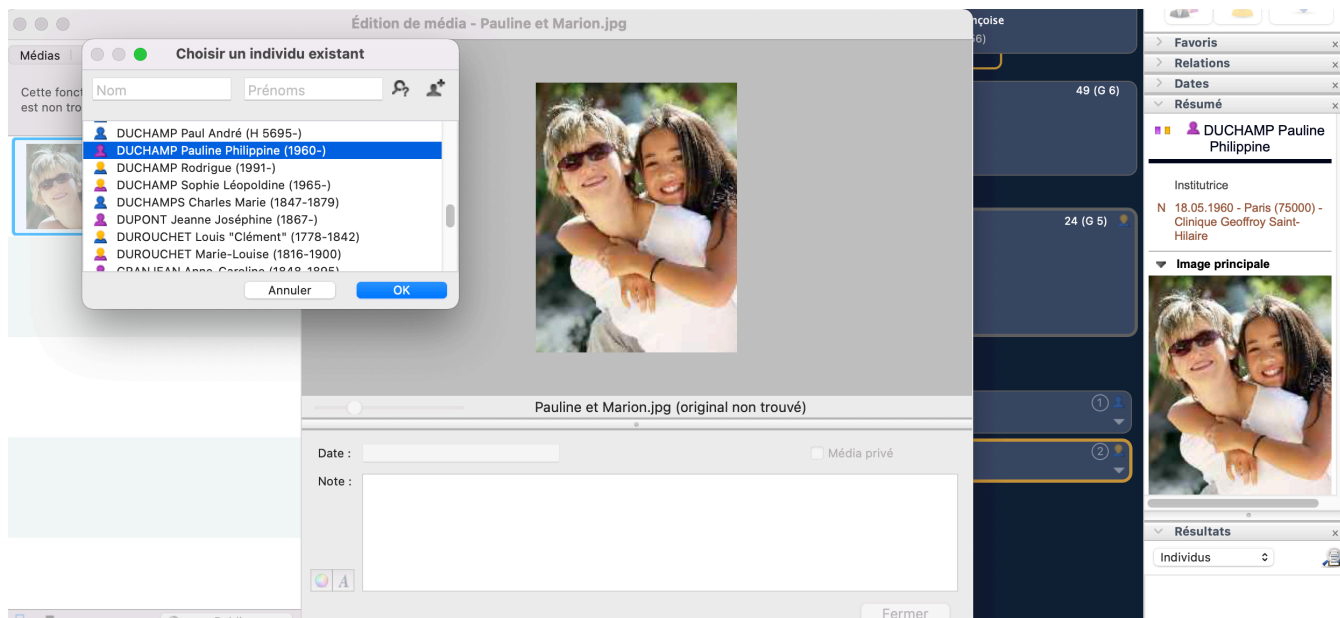 Édition de média - Pauline et Marion.jpg
Médias
Cette fonct
est non tro
Choisir un individu existant
Nom
Prénoms
DUCHAMP Paul André (H 5695-)
DUCHAMP Pauline Philippine (1960-)
DUCHAMP Rodrigue (1991-)
DUCHAMP Sophie Léopoldine (1965-)
DUCHAMPS Charles Marie (1847-1879)
DUPONT Jeanne Joséphine (1867-)
DUROUCHET Louis "Clément" (1778-1842)
DUROUCHET Marie-Louise (1816-1900)
GRANJEAN Anne-Caroline (1848-1895)
Annuler
OK
Pauline et Marion.jpg (original non trouvé)
Date :
Média privé
Note :
A
Fermer
nçoise
6)
49 (G 6)
24 (G 5)
1
2
Favoris x
Relations x
Dates x
Résumé x
DUCHAMP Pauline
Philippine
Institutrice
N 18.05.1960 - Paris (75000) -
Clinique Geoffroy Saint-
Hilaire
Image principale
Résultats x
Individus